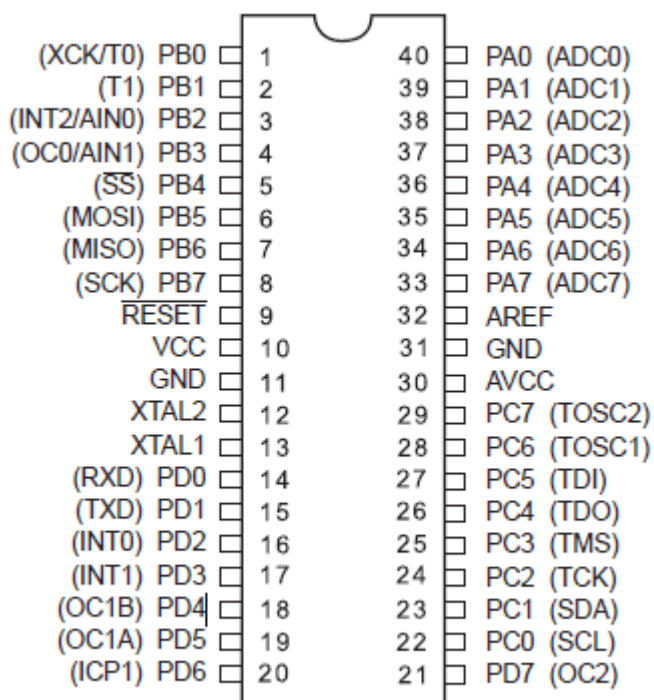 (XCK/T0) PB0 1 40 PA0 (ADC0)
(T1) PB1 2 39 PA1 (ADC1)
(INT2/AIN0) PB2 3 38 PA2 (ADC2)
(OC0/AIN1) PB3 4 37 PA3 (ADC3)
(SS) PB4 5 36 PA4 (ADC4)
(MOSI) PB5 6 35 PA5 (ADC5)
(MISO) PB6 7 34 PA6 (ADC6)
(SCK) PB7 8 33 PA7 (ADC7)
RESET 9 32 AREF
VCC 10 31 GND
GND 11 30 AVCC
XTAL2 12 29 PC7 (TOSC2)
XTAL1 13 28 PC6 (TOSC1)
(RXD) PD0 14 27 PC5 (TDI)
(TXD) PD1 15 26 PC4 (TDO)
(INT0) PD2 16 25 PC3 (TMS)
(INT1) PD3 17 24 PC2 (TCK)
(OC1B) PD4 18 23 PC1 (SDA)
(OC1A) PD5 19 22 PC0 (SCL)
(ICP1) PD6 20 21 PD7 (OC2)